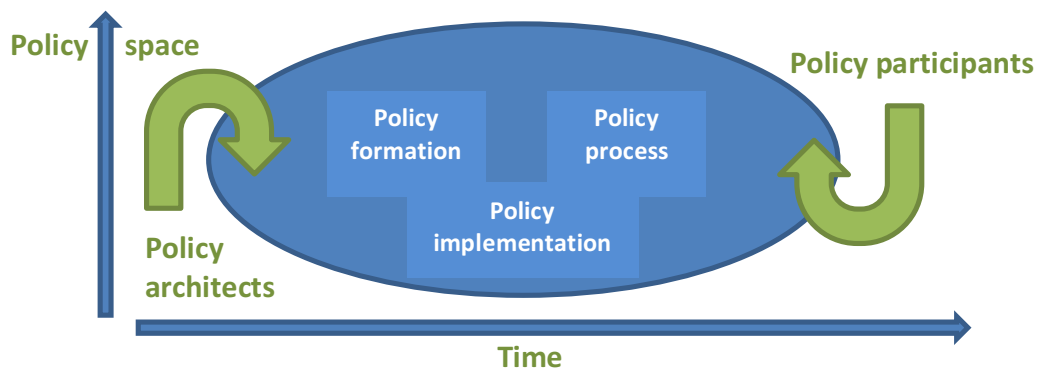 Policy space
Policy participants
Policy
formation
Policy
process
Policy
implementation
Policy
architects
Time